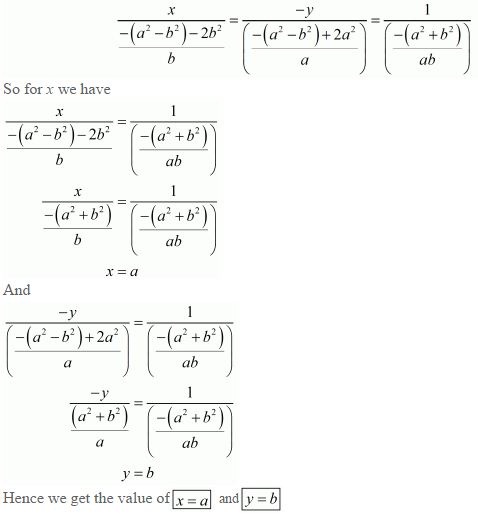 x/((-(a²-b²)-2b²)/b) = -y/((-(a²-b²)+2a²)/a) = 1/((-(a²+b²))/ab)
So for x we have
x/((-(a²-b²)-2b²)/b) = 1/((-(a²+b²))/ab)
x/((-(a²+b²))/b) = 1/((-(a²+b²))/ab)
x = a
And
-y/((-(a²-b²)+2a²)/a) = 1/((-(a²+b²))/ab)
-y/((a²+b²)/a) = 1/((-(a²+b²))/ab)
y = b
Hence we get the value of x = a and y = b